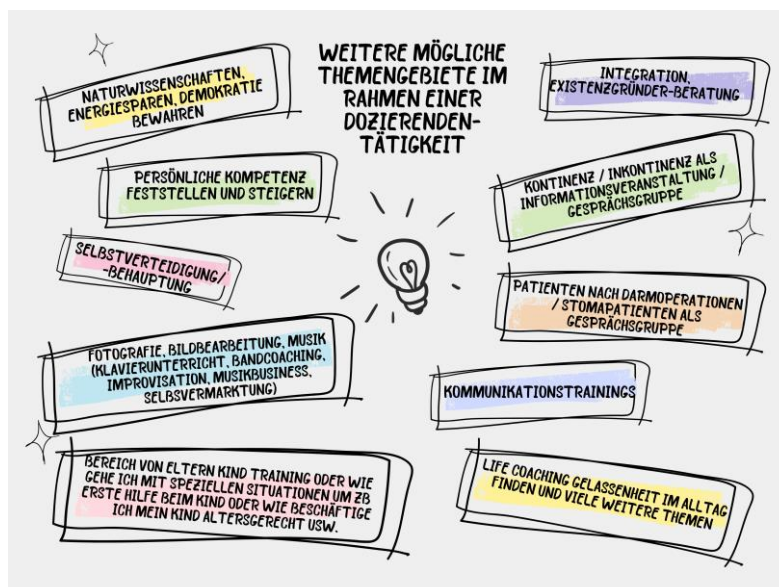 WEITERE MÖGLICHE
THEMENGEBIETE IM
RAHMEN EINER
DOZIERENDEN-
TÄTIGKEIT
NATURWISSENSCHAFTEN,
ENERGIESPAREN, DEMOKRATIE
BEWAHREN
PERSÖNLICHE KOMPETENZ
FESTSTELLEN UND STEIGERN
SELBSTVERTEIDIGUNG/
-BEHAUPTUNG
FOTOGRAFIE, BILDBEARBEITUNG, MUSIK
(KLAVIERUNTERRICHT, BANDCOACHING,
IMPROVISATION, MUSIKBUSINESS,
SELBSVERMARKTUNG)
BEREICH VON ELTERN KIND TRAINING ODER WIE
GEHE ICH MIT SPEZIELLEN SITUATIONEN UM ZB
ERSTE HILFE BEIM KIND ODER WIE BESCHÄFTIGE
ICH MEIN KIND ALTERSGERECHT USW.
INTEGRATION,
EXISTENZGRÜNDER-BERATUNG
KONTINENZ / INKONTINENZ ALS
INFORMATIONSVERANSTALTUNG /
GESPRÄCHSGRUPPE
PATIENTEN NACH DARMOPERATIONEN
/ STOMAPATIENTEN ALS
GESPRÄCHSGRUPPE
KOMMUNIKATIONSTRAININGS
LIFE COACHING GELASSENHEIT IM ALLTAG
FINDEN UND VIELE WEITERE THEMEN